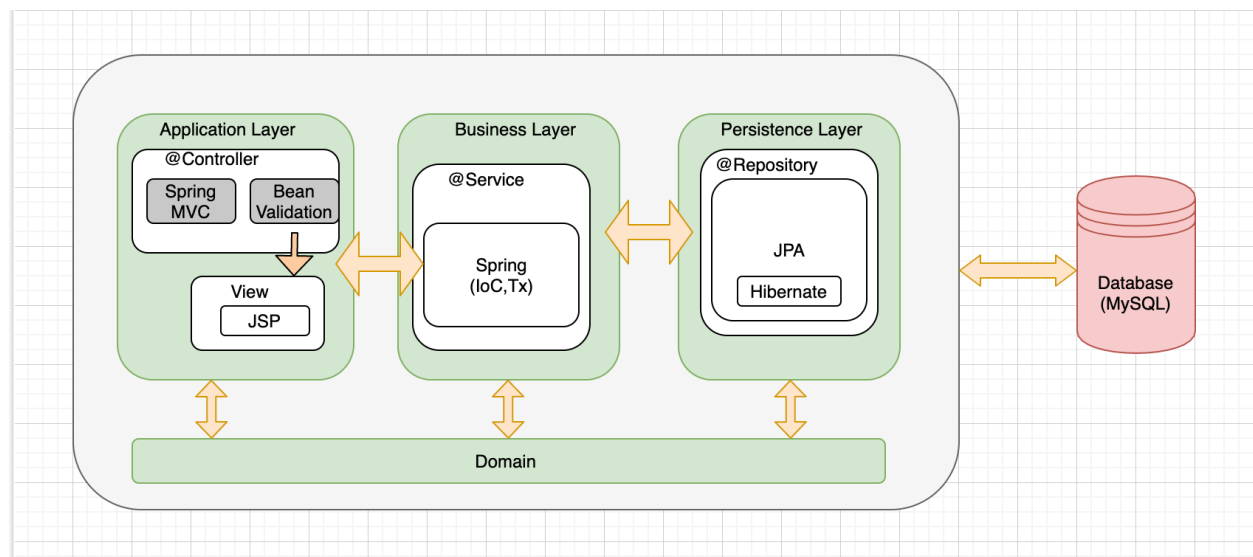 Application Layer
@Controller
Spring
MVC
Bean
Validation
View
JSP
Business Layer
@Service
Spring
(IoC,Tx)
Persistence Layer
@Repository
JPA
Hibernate
Database
(MySQL)
Domain